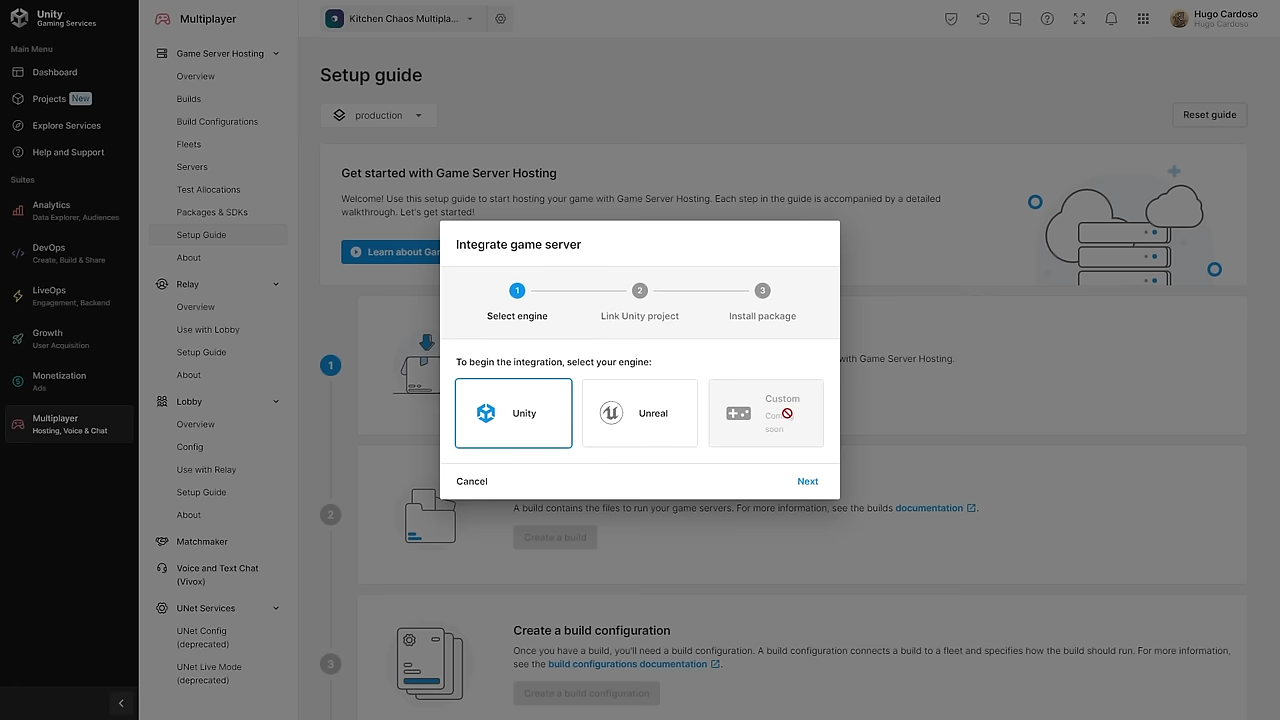 Unity
Gaming Services
Main Menu
Dashboard
Projects New
Explore Services
Help and Support
Suites
Analytics
Data Explorer, Audiences
DevOps
Create, Build & Share
LiveOps
Engagement, Backend
Growth
User Acquisition
Monetization
Ads
Multiplayer
Hosting, Voice & Chat
Multiplayer
Game Server Hosting
Overview
Builds
Build Configurations
Fleets
Servers
Test Allocations
Packages & SDKs
Setup Guide
About
Relay
Overview
Use with Lobby
Setup Guide
About
Lobby
Overview
Config
Use with Relay
Setup Guide
About
Matchmaker
Voice and Text Chat
(Vivox)
UNet Services
UNet Config
(deprecated)
UNet Live Mode
(deprecated)
Kitchen Chaos Multipla...
Hugo Cardoso
Hugo Cardoso
Setup guide
production
Reset guide
Get started with Game Server Hosting
Welcome! Use this setup guide to start hosting your game with Game Server Hosting. Each step in the guide is accompanied by a detailed
walkthrough. Let's get started!
Learn about
Integrate game server
1
2
3
Select engine
Link Unity project
Install package
To begin the integration, select your engine:
Unity
Unreal
Custom
soon
Cancel
Next
1
with Game Server Hosting.
2
A build contains the files to run your game servers. For more information, see the builds documentation.
Create a build
3
Create a build configuration
Once you have a build, you'll need a build configuration. A build configuration connects a build to a fleet and specifies how the build should run. For more information,
see the build configurations documentation.
Create a build configuration